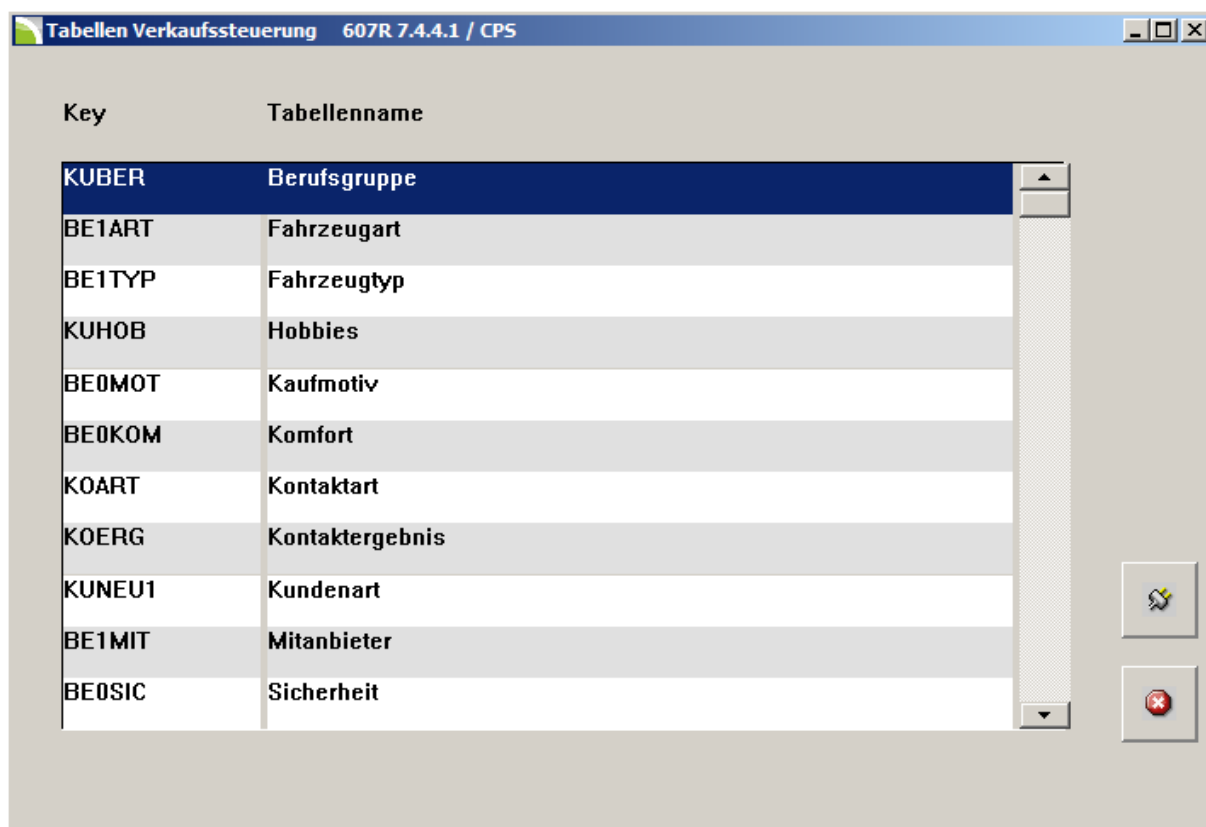 Tabellen Verkaufssteuerung 607R 7.4.4.1 / CPS
Key Tabellenname
KUBER Berufsgruppe
BE1ART Fahrzeugart
BE1TYP Fahrzeugtyp
KUHOB Hobbies
BE0MOT Kaufmotiv
BE0KOM Komfort
KOART Kontaktart
KOERG Kontaktergebnis
KUNEU1 Kundenart
BE1MIT Mitanbieter
BE0SIC Sicherheit